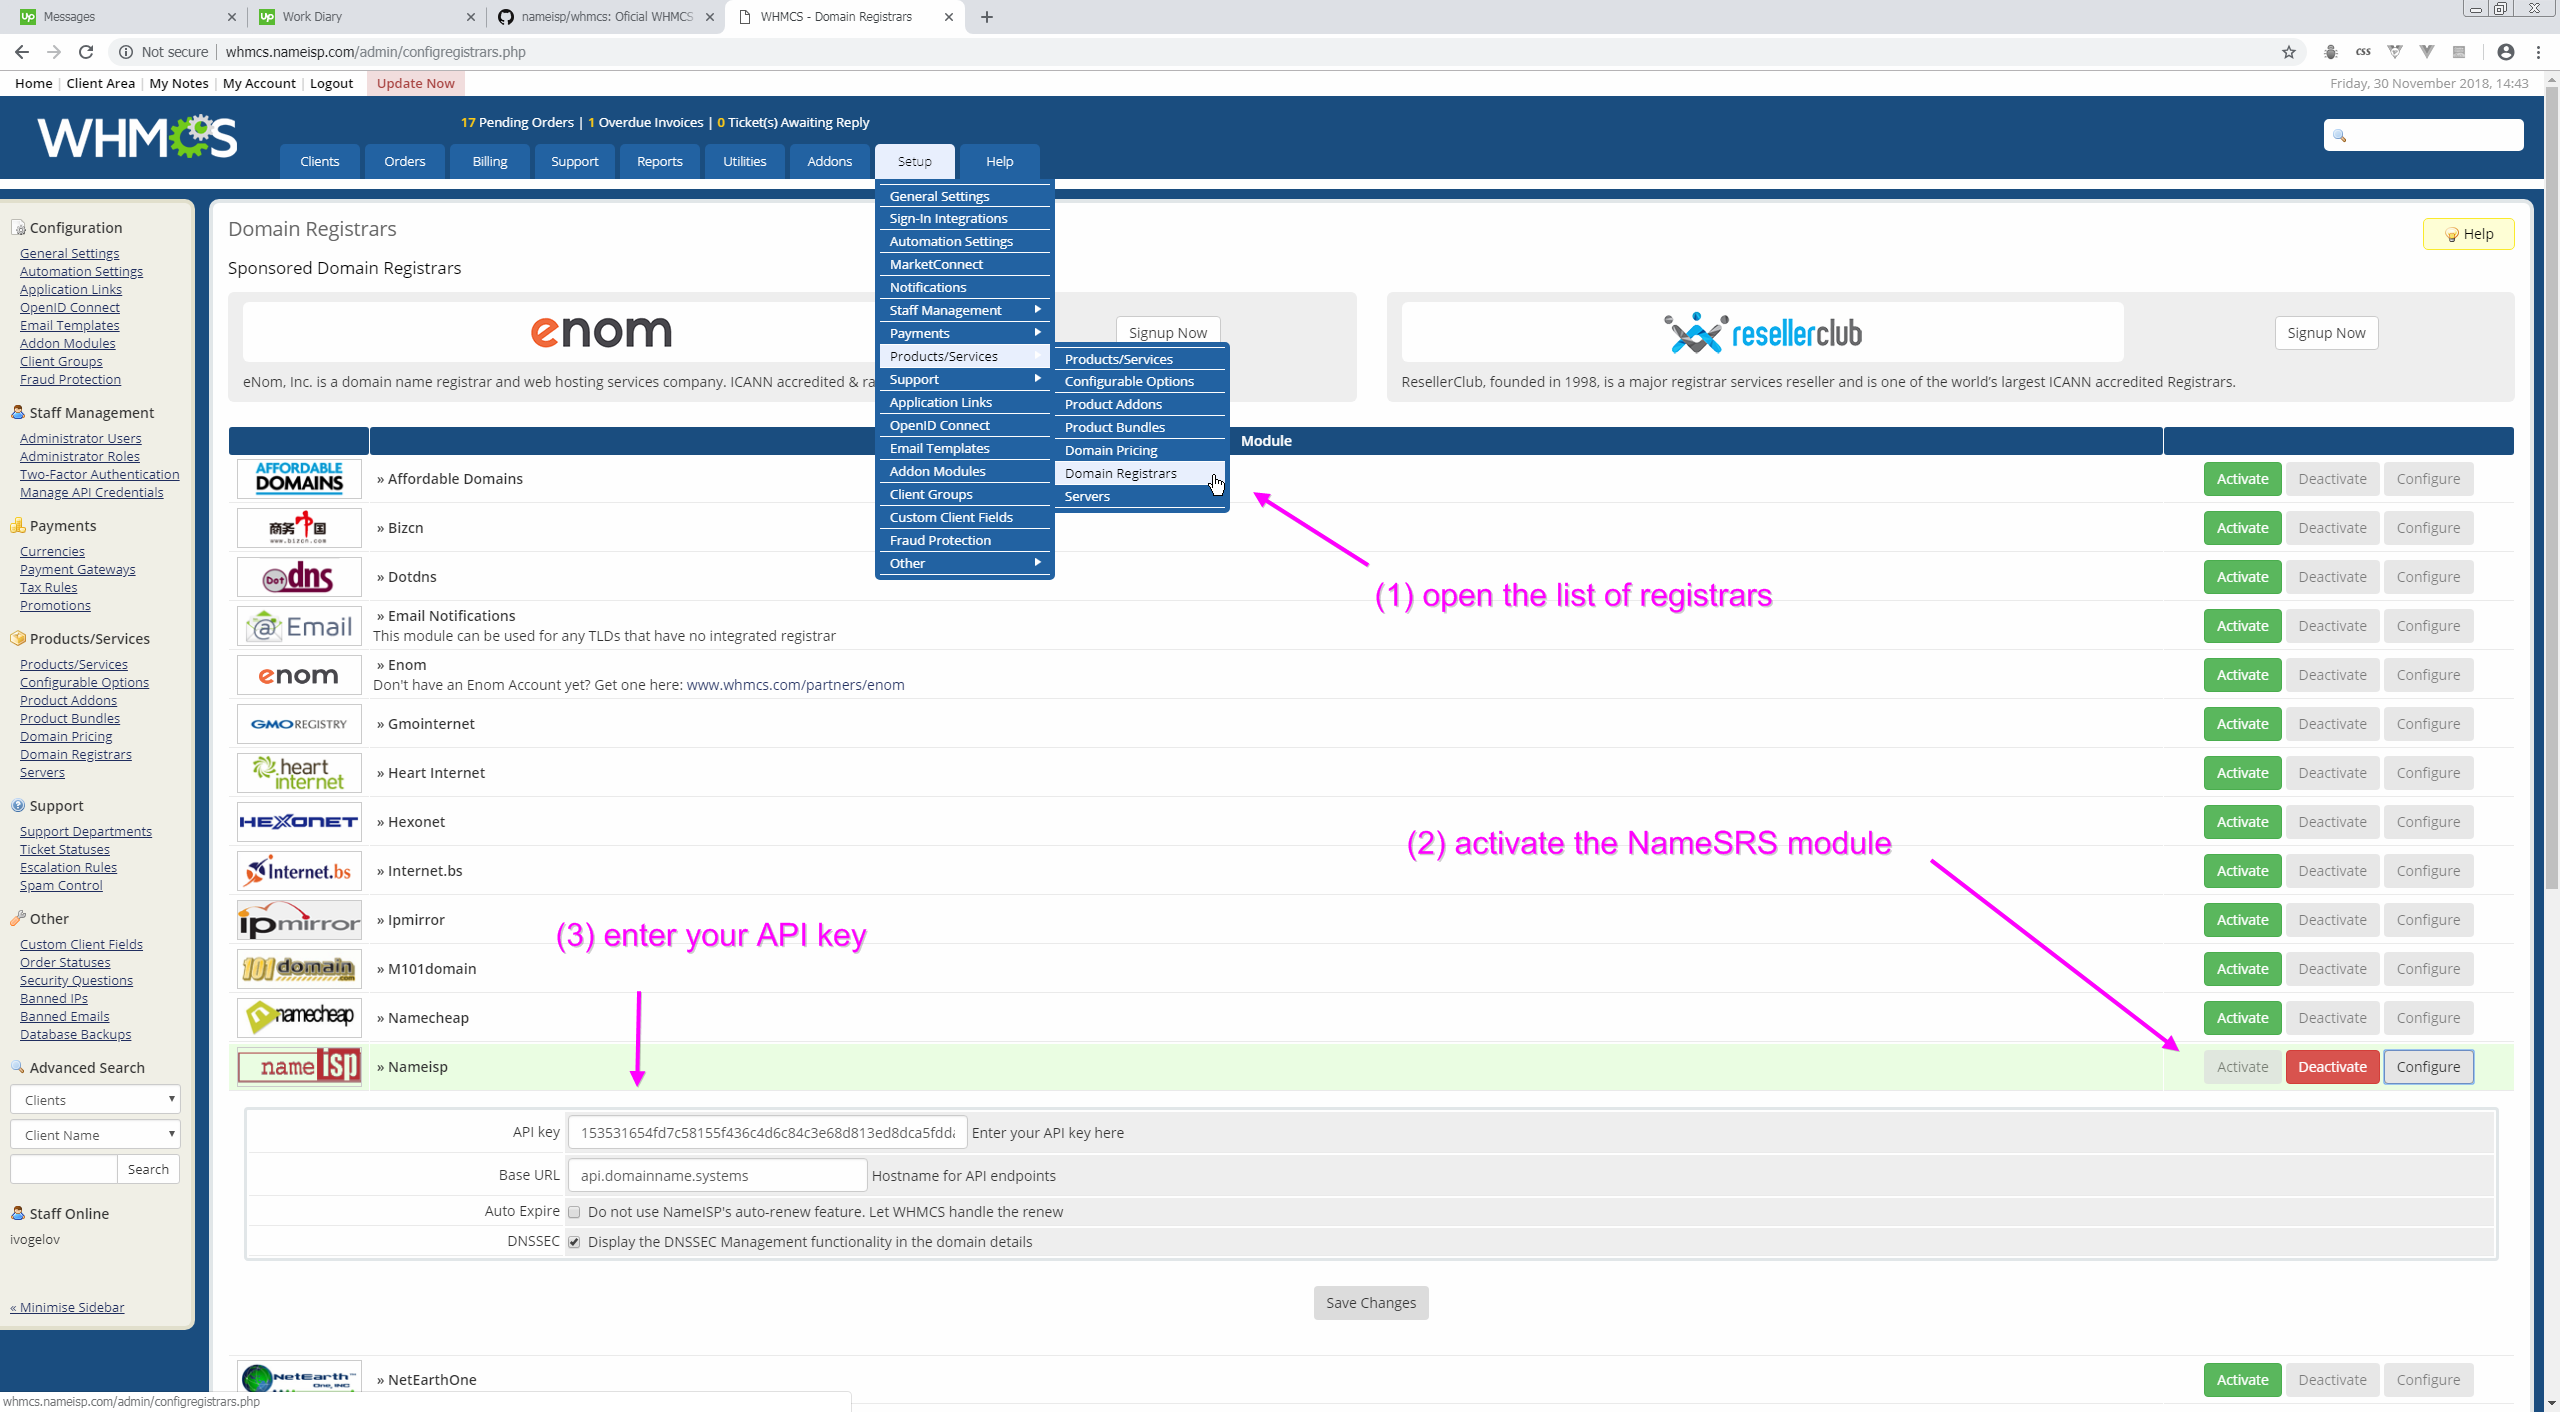 Messages
Work Diary
nameisp/whmcs: Oficial WHMCS
WHMCS - Domain Registrars
Not secure | whmcs.nameisp.com/admin/configregistrars.php
css
Home | Client Area | My Notes | My Account | Logout
Update Now
Friday, 30 November 2018, 14:43
WHMCS
17 Pending Orders | 1 Overdue Invoices | 0 Ticket(s) Awaiting Reply
Clients
Orders
Billing
Support
Reports
Utilities
Addons
Setup
Help
General Settings
Sign-In Integrations
Automation Settings
MarketConnect
Notifications
Staff Management
Payments
Products/Services
Support
Application Links
OpenID Connect
Email Templates
Addon Modules
Client Groups
Custom Client Fields
Fraud Protection
Other
Products/Services
Configurable Options
Product Addons
Product Bundles
Domain Pricing
Domain Registrars
Servers
Configuration
General Settings
Automation Settings
Application Links
OpenID Connect
Email Templates
Addon Modules
Client Groups
Fraud Protection
Staff Management
Administrator Users
Administrator Roles
Two-Factor Authentication
Manage API Credentials
Payments
Currencies
Payment Gateways
Tax Rules
Promotions
Products/Services
Products/Services
Configurable Options
Product Addons
Product Bundles
Domain Pricing
Domain Registrars
Servers
Support
Support Departments
Ticket Statuses
Escalation Rules
Spam Control
Other
Custom Client Fields
Order Statuses
Security Questions
Banned IPs
Banned Emails
Database Backups
Advanced Search
Clients
Client Name
Search
Staff Online
ivogelov
« Minimise Sidebar
Domain Registrars
Help
Sponsored Domain Registrars
enom
Signup Now
eNom, Inc. is a domain name registrar and web hosting services company. ICANN accredited & ra
resellerclub
Signup Now
ResellerClub, founded in 1998, is a major registrar services reseller and is one of the world's largest ICANN accredited Registrars.
Module
AFFORDABLE DOMAINS » Affordable Domains Activate Deactivate Configure
商务中国 www.bizcn.com » Bizcn Activate Deactivate Configure
Dot dns » Dotdns Activate Deactivate Configure
(1) open the list of registrars
@ Email » Email Notifications Activate Deactivate Configure
This module can be used for any TLDs that have no integrated registrar
enom » Enom Activate Deactivate Configure
Don't have an Enom Account yet? Get one here: www.whmcs.com/partners/enom
GMO REGISTRY » Gmointernet Activate Deactivate Configure
heart internet » Heart Internet Activate Deactivate Configure
HEXONET » Hexonet Activate Deactivate Configure
(2) activate the NameSRS module
internet.bs » Internet.bs Activate Deactivate Configure
ipmirror » Ipmirror Activate Deactivate Configure
(3) enter your API key
101domain.com » M101domain Activate Deactivate Configure
namecheap » Namecheap Activate Deactivate Configure
name isp » Nameisp Activate Deactivate Configure
API key 153531654fd7c58155f436c4d6c84c3e68d813ed8dca5fdda Enter your API key here
Base URL api.domainname.systems Hostname for API endpoints
Auto Expire Do not use NameISP's auto-renew feature. Let WHMCS handle the renew
DNSSEC Display the DNSSEC Management functionality in the domain details
Save Changes
NetEarth One, INC » NetEarthOne Activate Deactivate Configure
whmcs.nameisp.com/admin/configregistrars.php